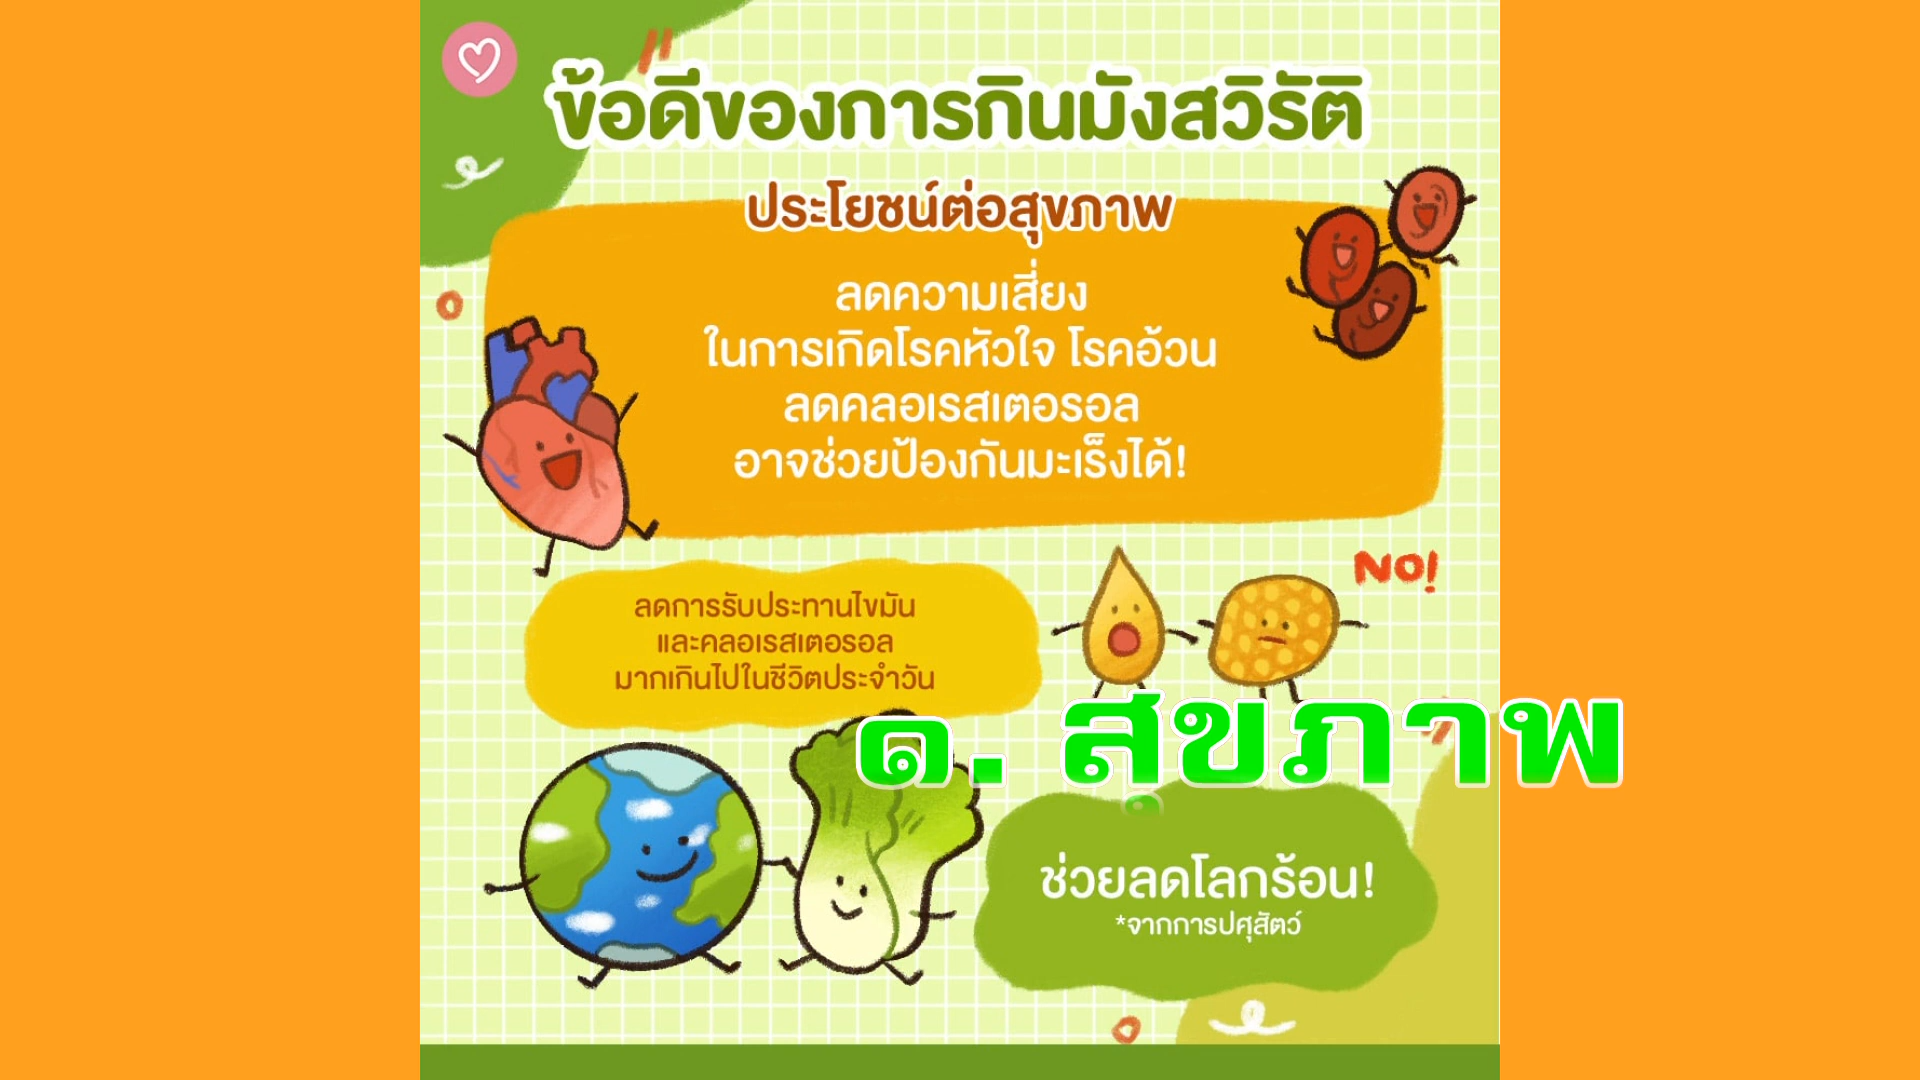 ข้อดีของการกินมังสวิรัติ
ประโยชน์ต่อสุขภาพ
ลดความเสี่ยง
ในการเกิดโรคหัวใจ โรคอ้วน
ลดคลอเรสเตอรอล
อาจช่วยป้องกันมะเร็งได้!
NO!
ลดการรับประทานไขมัน
และคลอเรสเตอรอล
มากเกินไปในชีวิตประจำวัน
๑. สุขภาพ
ช่วยลดโลกร้อน!
*จากการปศุสัตว์